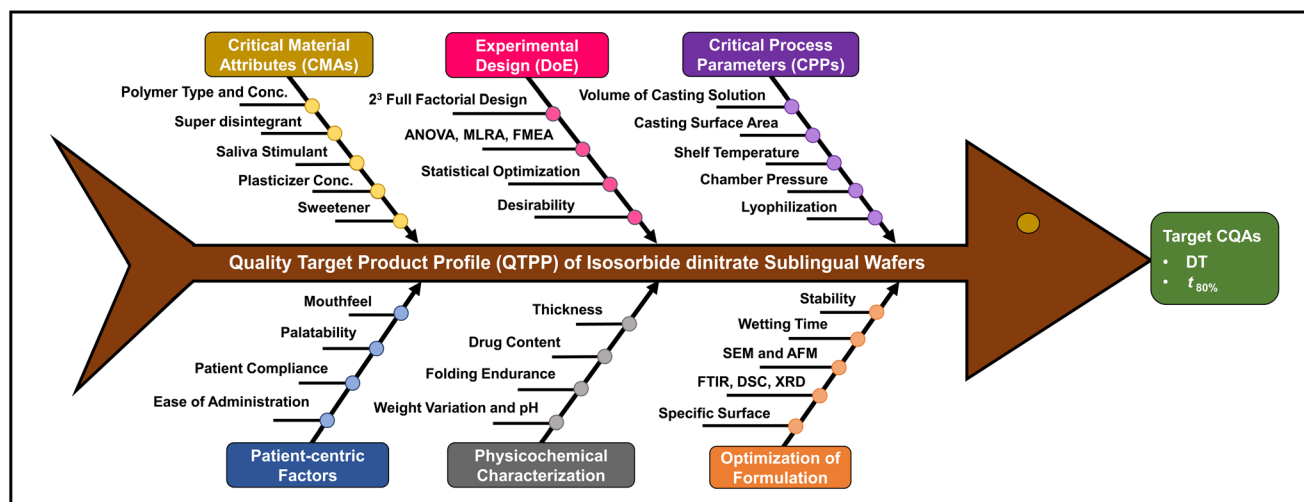 Critical Material
Attributes (CMAs)
Polymer Type and Conc.
Super disintegrant
Saliva Stimulant
Plasticizer Conc.
Sweetener
Experimental
Design (DoE)
2³ Full Factorial Design
ANOVA, MLRA, FMEA
Statistical Optimization
Desirability
Critical Process
Parameters (CPPs)
Volume of Casting Solution
Casting Surface Area
Shelf Temperature
Chamber Pressure
Lyophilization
Quality Target Product Profile (QTPP) of Isosorbide dinitrate Sublingual Wafers
Target CQAs
• DT
• t 80%
Mouthfeel
Palatability
Patient Compliance
Ease of Administration
Patient-centric
Factors
Thickness
Drug Content
Folding Endurance
Weight Variation and pH
Physicochemical
Characterization
Stability
Wetting Time
SEM and AFM
FTIR, DSC, XRD
Specific Surface
Optimization of
Formulation